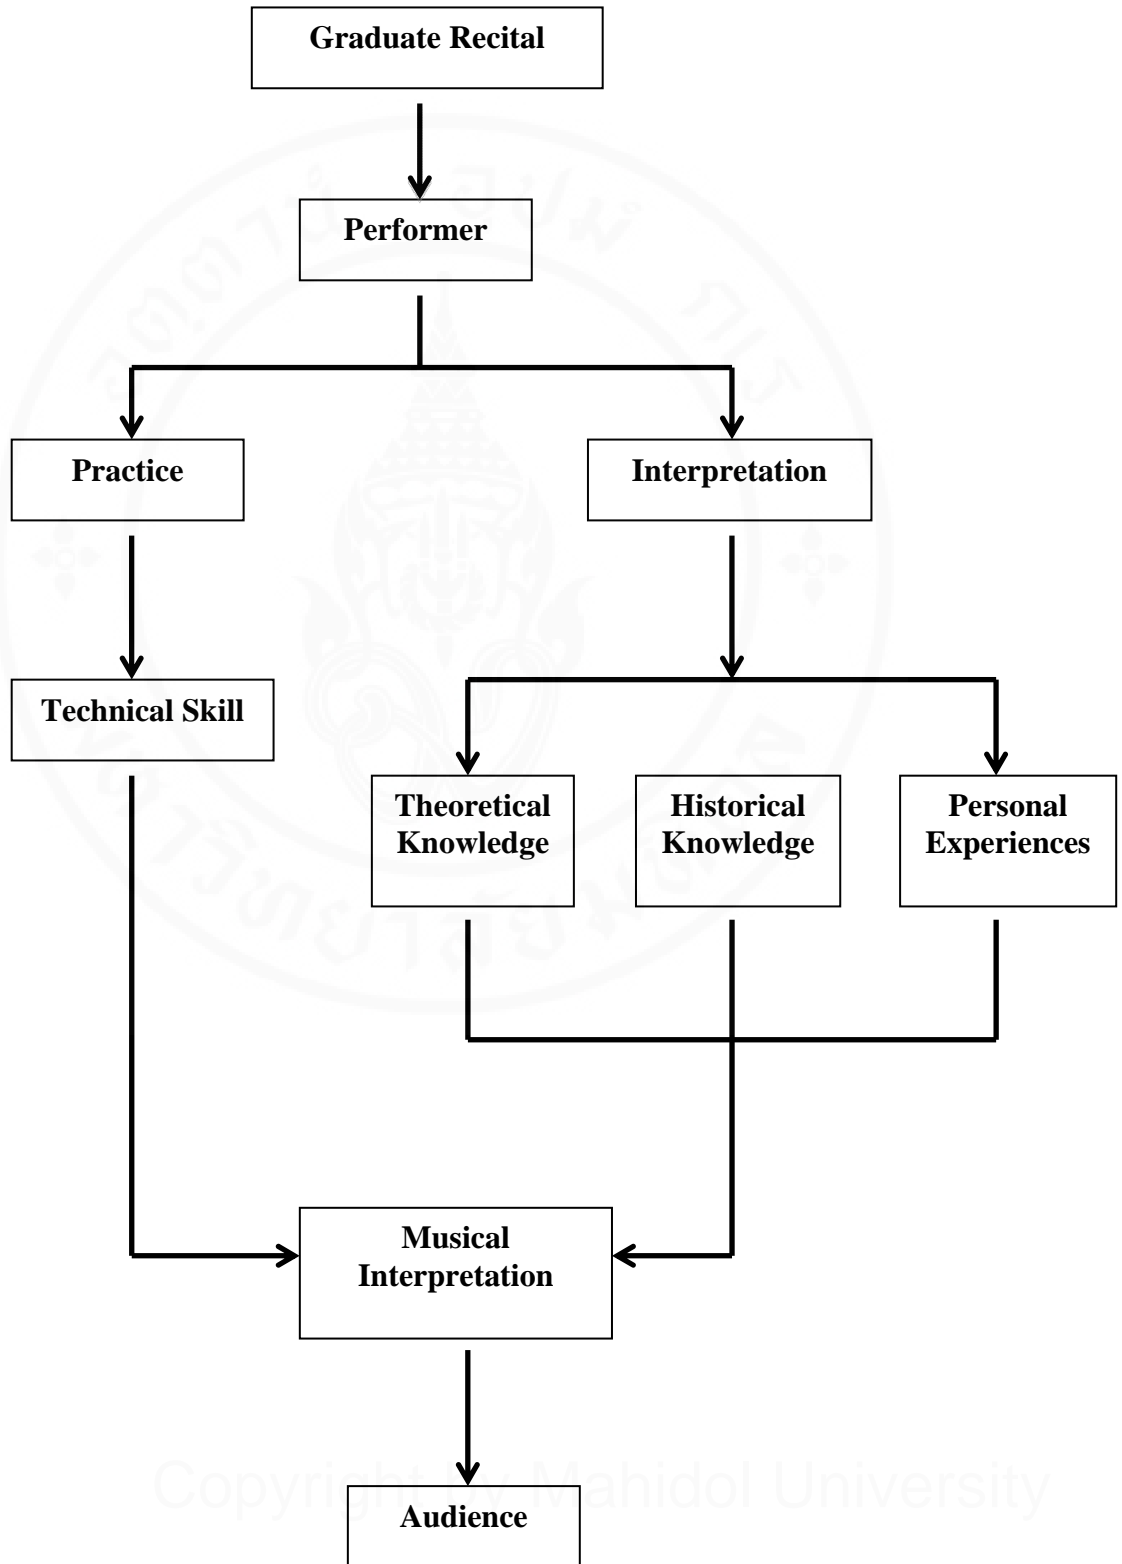 Graduate Recital
Performer
Practice
Interpretation
Technical Skill
Theoretical
Knowledge
Historical
Knowledge
Personal
Experiences
Musical
Interpretation
Audience
Copyright by Mahidol University